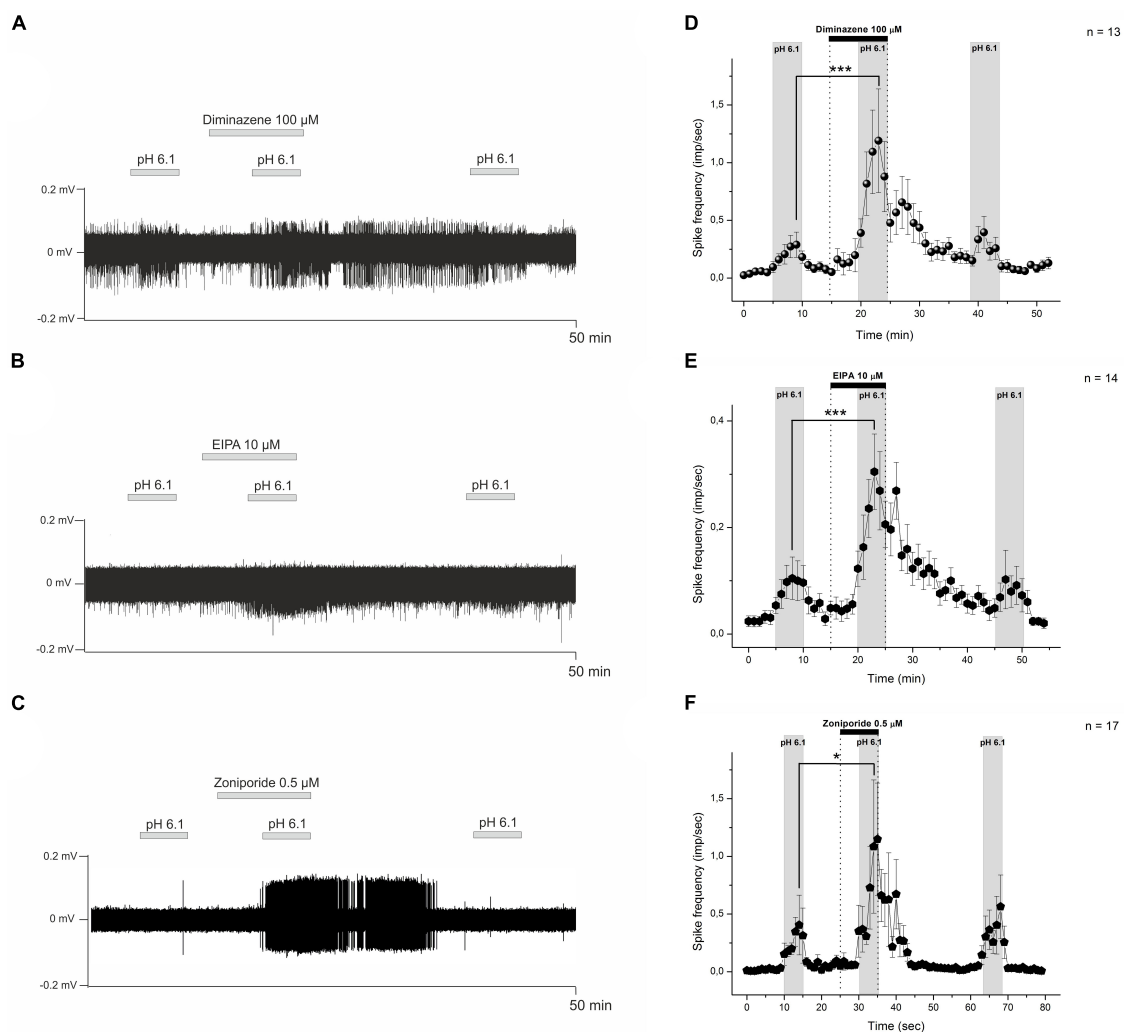 A
Diminazene 100 µM
pH 6.1
pH 6.1
pH 6.1
0.2 mV
0 mV
-0.2 mV
50 min
D
n = 13
Diminazene 100 µM
pH 6.1
pH 6.1
pH 6.1
***
Spike frequency (imp/sec)
1,5
1,0
0,5
0,0
0 10 20 30 40 50
Time (min)
B
EIPA 10 µM
pH 6.1
pH 6.1
pH 6.1
0.2 mV
0 mV
-0.2 mV
50 min
E
n = 14
EIPA 10 µM
pH 6.1
pH 6.1
pH 6.1
***
Spike frequency (imp/sec)
0,4
0,2
0,0
0 10 20 30 40 50
Time (min)
C
Zoniporide 0.5 µM
pH 6.1
pH 6.1
pH 6.1
0.2 mV
0 mV
-0.2 mV
50 min
F
n = 17
Zoniporide 0.5 µM
pH 6.1
pH 6.1
pH 6.1
*
Spike frequency (imp/sec)
1,5
1,0
0,5
0,0
0 10 20 30 40 50 60 70 80
Time (sec)